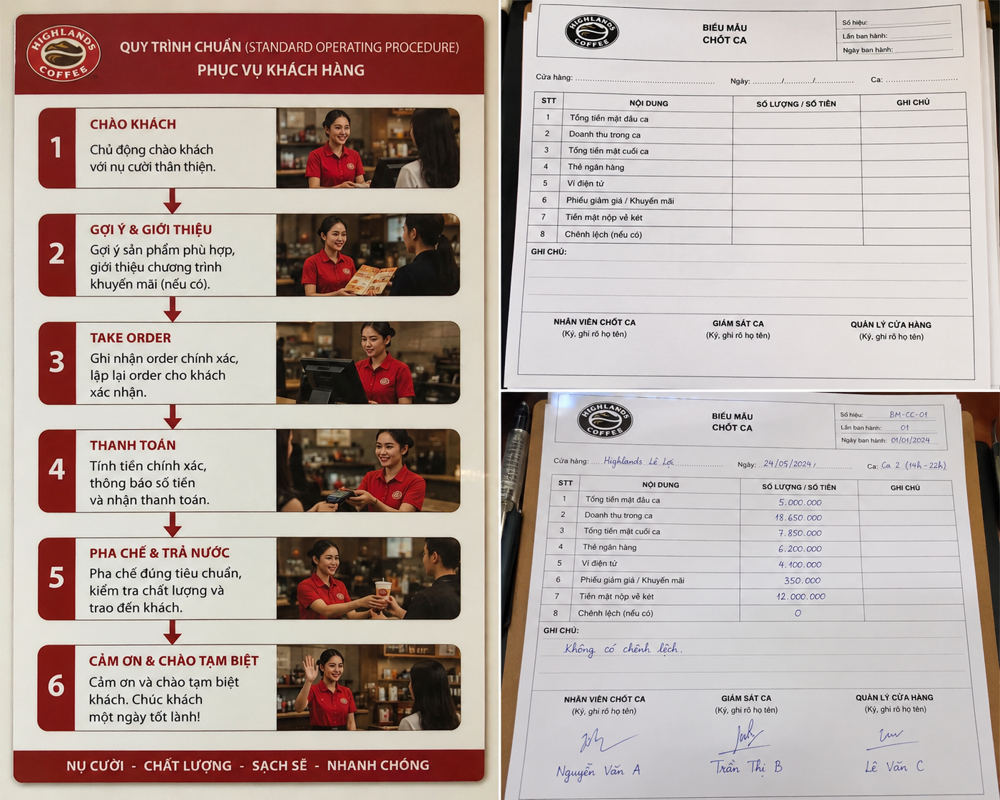 HIGHLANDS
COFFEE
QUY TRÌNH CHUẨN (STANDARD OPERATING PROCEDURE)
PHỤC VỤ KHÁCH HÀNG
1
CHÀO KHÁCH
Chủ động chào khách
với nụ cười thân thiện.
2
GỢI Ý & GIỚI THIỆU
Gợi ý sản phẩm phù hợp,
giới thiệu chương trình
khuyến mãi (nếu có).
3
TAKE ORDER
Ghi nhận order chính xác,
lập lại order cho khách
xác nhận.
4
THANH TOÁN
Tính tiền chính xác,
thông báo số tiền
và nhận thanh toán.
5
PHA CHẾ & TRẢ NƯỚC
Pha chế đúng tiêu chuẩn,
kiểm tra chất lượng và
trao đến khách.
6
CẢM ƠN & CHÀO TẠM BIỆT
Cảm ơn và chào tạm biệt
khách. Chúc khách
một ngày tốt lành!
NỤ CƯỜI - CHẤT LƯỢNG - SẠCH SẼ - NHANH CHÓNG
HIGHLANDS
COFFEE
BIỂU MẪU
CHỐT CA
Số hiệu:
Lần ban hành:
Ngày ban hành:
Cửa hàng: Ngày: / / Ca:
STT NỘI DUNG SỐ LƯỢNG / SỐ TIỀN GHI CHÚ
1 Tổng tiền mặt đầu ca
2 Doanh thu trong ca
3 Tổng tiền mặt cuối ca
4 Thẻ ngân hàng
5 Ví điện tử
6 Phiếu giảm giá / Khuyến mãi
7 Tiền mặt nộp về két
8 Chênh lệch (nếu có)
GHI CHÚ:
NHÂN VIÊN CHỐT CA GIÁM SÁT CA QUẢN LÝ CỬA HÀNG
(Ký, ghi rõ họ tên) (Ký, ghi rõ họ tên) (Ký, ghi rõ họ tên)
HIGHLANDS
COFFEE
BIỂU MẪU
CHỐT CA
Số hiệu: BM-CC-01
Lần ban hành: 01
Ngày ban hành: 01/01/2024
Cửa hàng: Highlands Lê Lợi Ngày: 24/05/2024/ Ca: Ca 2 (14h-22h)
STT NỘI DUNG SỐ LƯỢNG / SỐ TIỀN GHI CHÚ
1 Tổng tiền mặt đầu ca 5.000.000
2 Doanh thu trong ca 18.650.000
3 Tổng tiền mặt cuối ca 7.850.000
4 Thẻ ngân hàng 6.200.000
5 Ví điện tử 4.100.000
6 Phiếu giảm giá / Khuyến mãi 350.000
7 Tiền mặt nộp về két 12.000.000
8 Chênh lệch (nếu có) 0
GHI CHÚ:
Không có chênh lệch.
NHÂN VIÊN CHỐT CA GIÁM SÁT CA QUẢN LÝ CỬA HÀNG
(Ký, ghi rõ họ tên) (Ký, ghi rõ họ tên) (Ký, ghi rõ họ tên)
Nguyễn Văn A Trần Thị B Lê Văn C